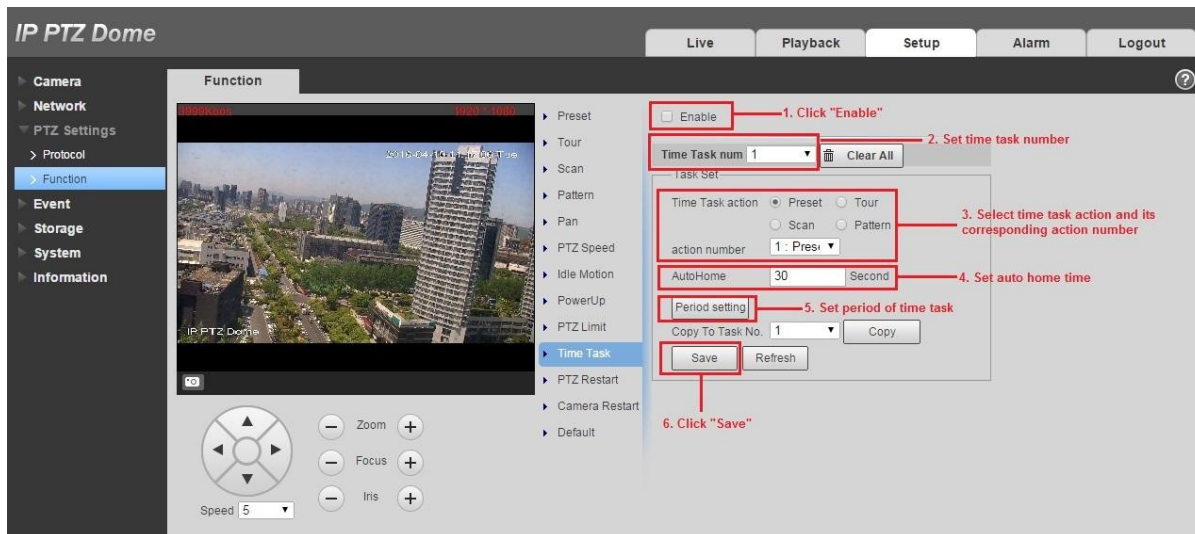 IP PTZ Dome
Live
Playback
Setup
Alarm
Logout
Camera
Network
PTZ Settings
Protocol
Function
Event
Storage
System
Information
Function
1920 * 1080
IP PTZ Dome
Speed 5
Zoom
Focus
Iris
Preset
Tour
Scan
Pattern
Pan
PTZ Speed
Idle Motion
PowerUp
PTZ Limit
Time Task
PTZ Restart
Camera Restart
Default
Enable
1. Click "Enable"
2. Set time task number
Time Task num 1
Clear All
Task Set
Time Task action
Preset
Tour
Scan
Pattern
3. Select time task action and its
corresponding action number
action number
1 : Prese
AutoHome 30 Second
4. Set auto home time
Period setting
5. Set period of time task
Copy To Task No. 1
Copy
Save
Refresh
6. Click "Save"